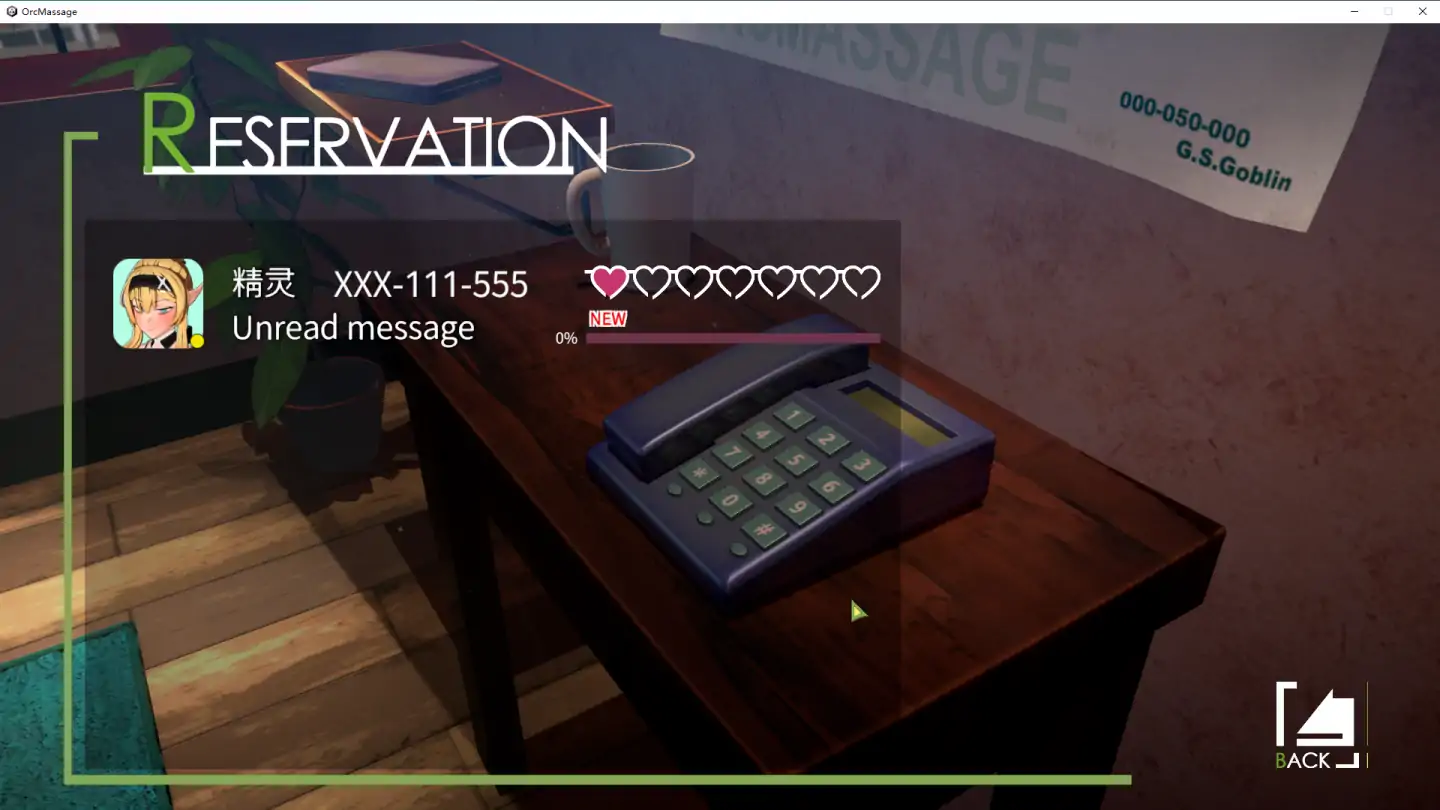 OrcMassage
MASSAGE
000-050-000
G.S.Goblin
RESERVATION
精灵 XXX-111-555
Unread message
NEW
0%
1
4 2
7 5 3
* 8 6
0 9
#
BACK